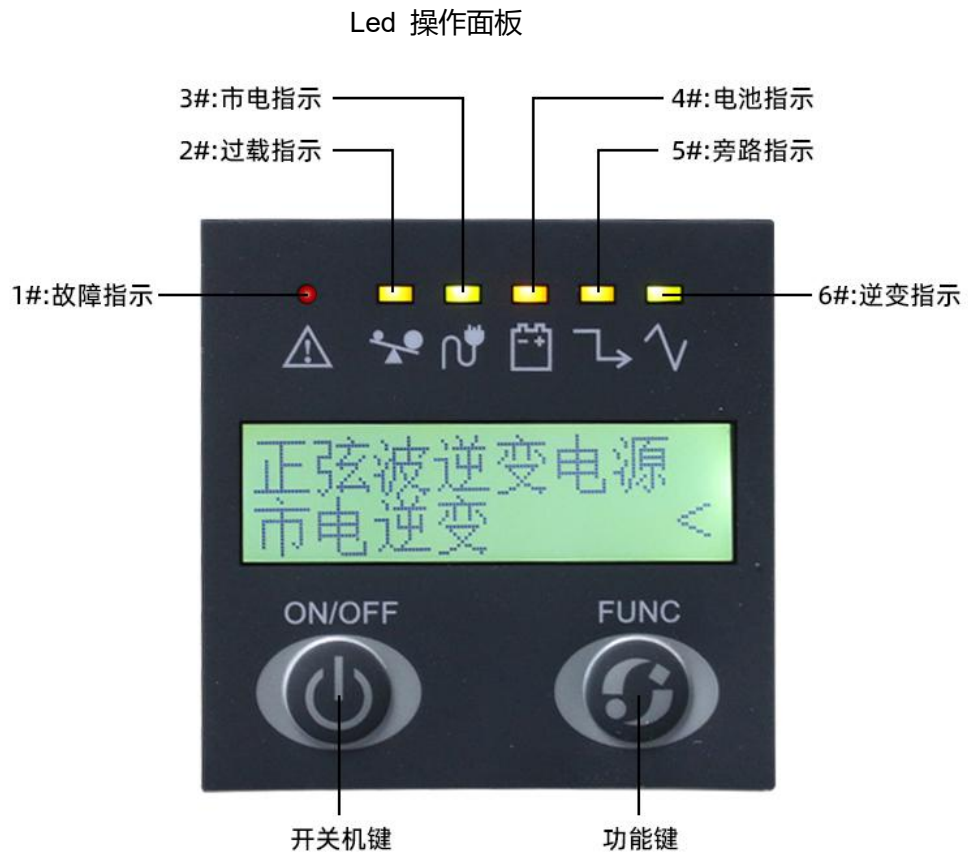 Led 操作面板
3#:市电指示
4#:电池指示
2#:过载指示
5#:旁路指示
1#:故障指示
6#:逆变指示
正弦波逆变电源
市电逆变 <
ON/OFF
FUNC
开关机键
功能键